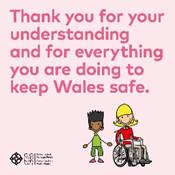 Thank you for your
understanding
and for everything
you are doing to
keep Wales safe.